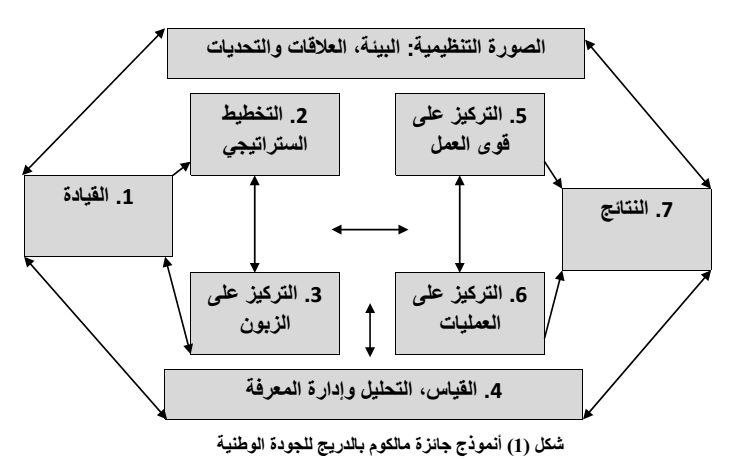 الصورة التنظيمية: البيئة، العلاقات والتحديات
2. التخطيط
الستراتيجي
5. التركيز على
قوى العمل
1. القيادة
7. النتائج
3. التركيز على
الزبون
6. التركيز على
العمليات
4. القياس، التحليل وإدارة المعرفة
شكل (1) أنموذج جائزة مالكوم بالدريج للجودة الوطنية